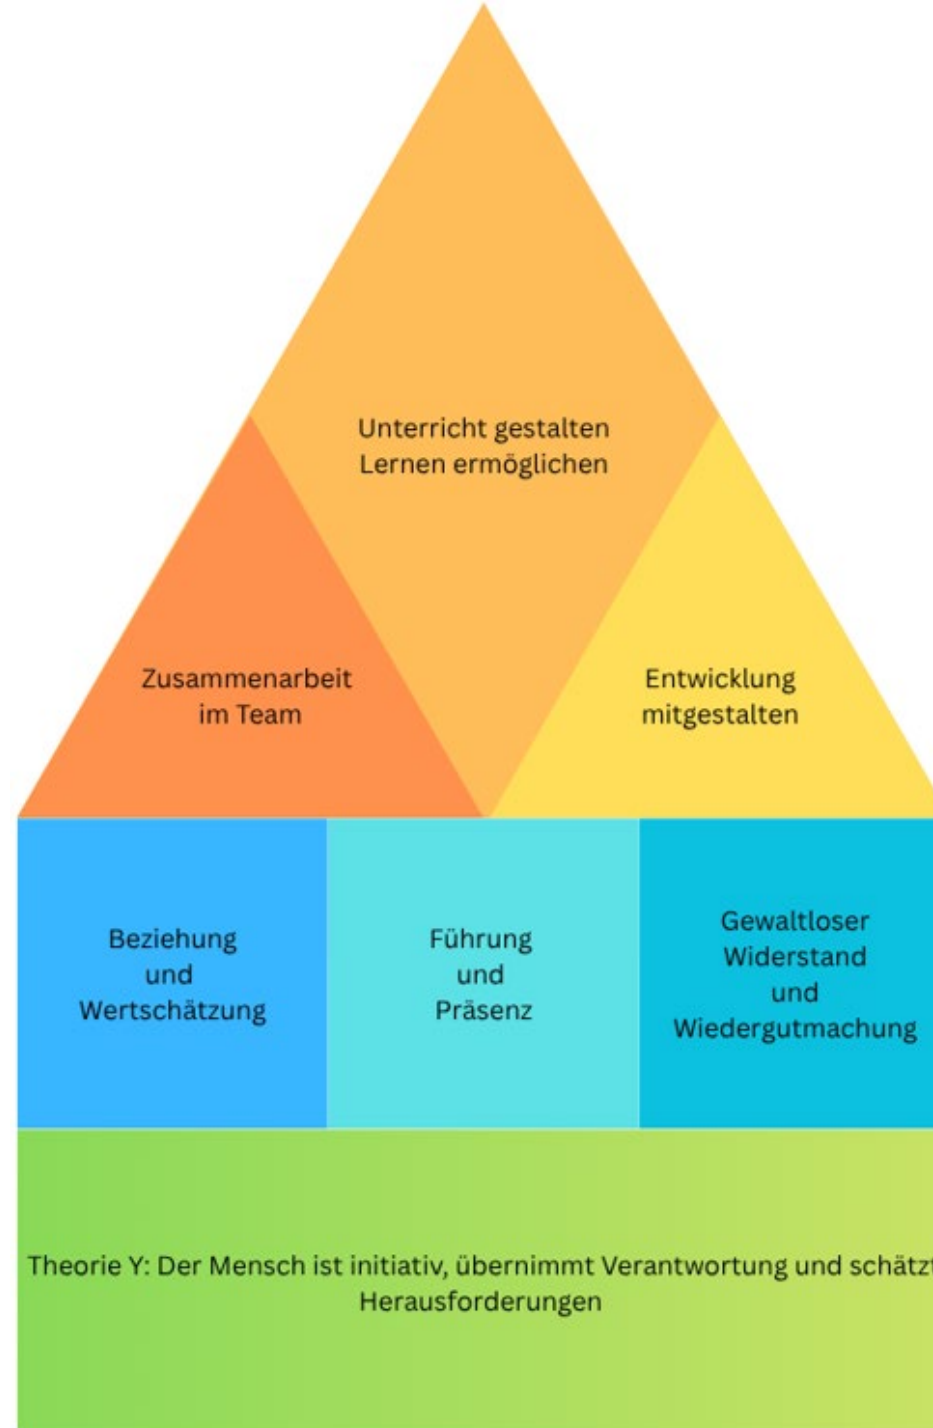 Unterricht gestalten
Lernen ermöglichen
Zusammenarbeit
im Team
Entwicklung
mitgestalten
Beziehung
und
Wertschätzung
Führung
und
Präsenz
Gewaltloser
Widerstand
und
Wiedergutmachung
Theorie Y: Der Mensch ist initiativ, übernimmt Verantwortung und schätzt
Herausforderungen